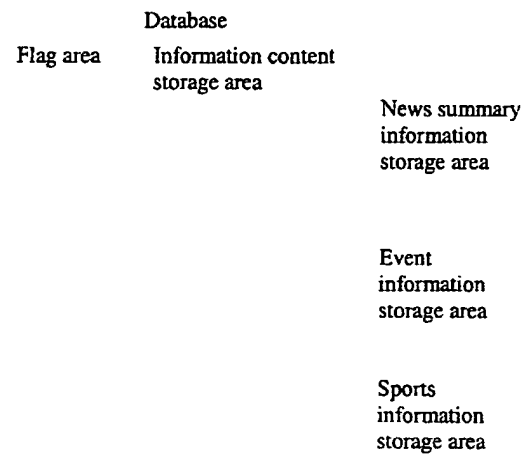 Database
Flag area
Information content
storage area
News summary
information
storage area
Event
information
storage area
Sports
information
storage area